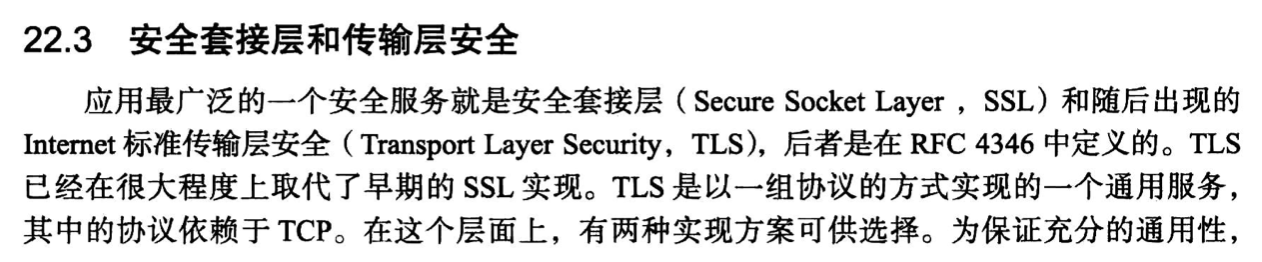 22.3 安全套接层和传输层安全
应用最广泛的一个安全服务就是安全套接层（Secure Socket Layer，SSL）和随后出现的
Internet 标准传输层安全（Transport Layer Security，TLS），后者是在 RFC 4346 中定义的。TLS
已经在很大程度上取代了早期的 SSL 实现。TLS 是以一组协议的方式实现的一个通用服务，
其中的协议依赖于 TCP。在这个层面上，有两种实现方案可供选择。为保证充分的通用性，